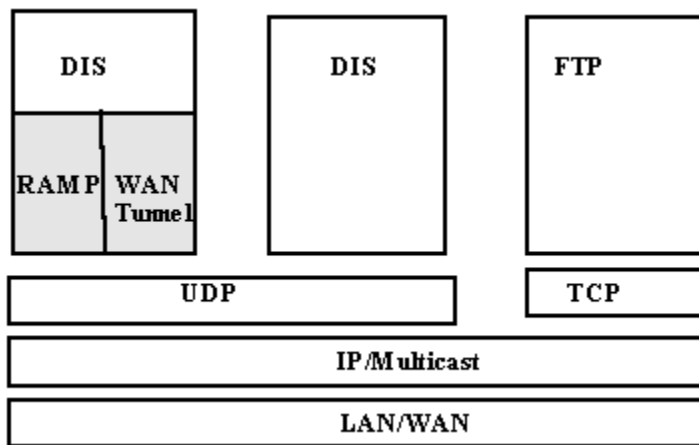 DIS
DIS
FTP
RAMP
WAN
Tunnel
UDP
TCP
IP/Multicast
LAN/WAN